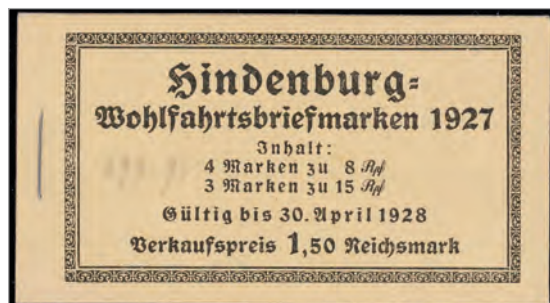 Hindenburg=
Wohlfahrtsbriefmarken 1927
Inhalt:
4 Marken zu 8 Rpf
3 Marken zu 15 Rpf
Gültig bis 30. April 1928
Verkaufspreis 1,50 Reichsmark